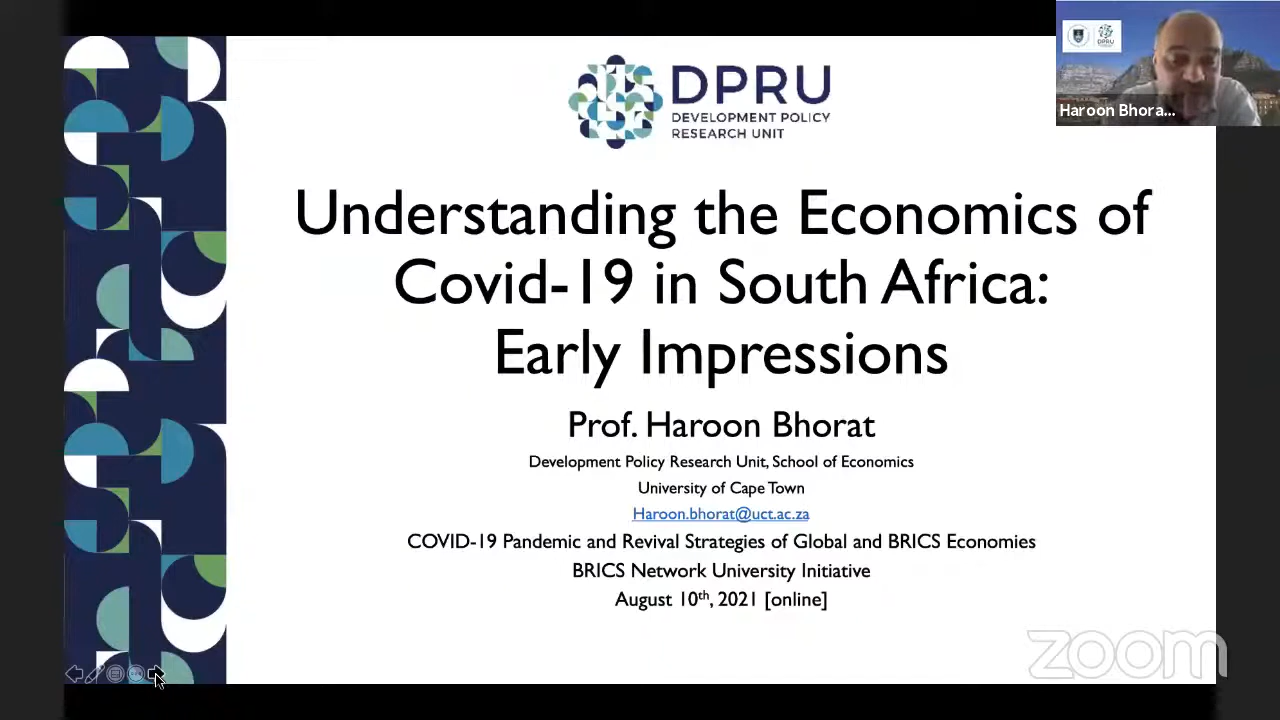 DPRU
DEVELOPMENT POLICY
RESEARCH UNIT
DPRU
Haroon Bhora...
Understanding the Economics of
Covid-19 in South Africa:
Early Impressions
Prof. Haroon Bhorat
Development Policy Research Unit, School of Economics
University of Cape Town
Haroon.bhorat@uct.ac.za
COVID-19 Pandemic and Revival Strategies of Global and BRICS Economies
BRICS Network University Initiative
August 10th, 2021 [online]
zoom